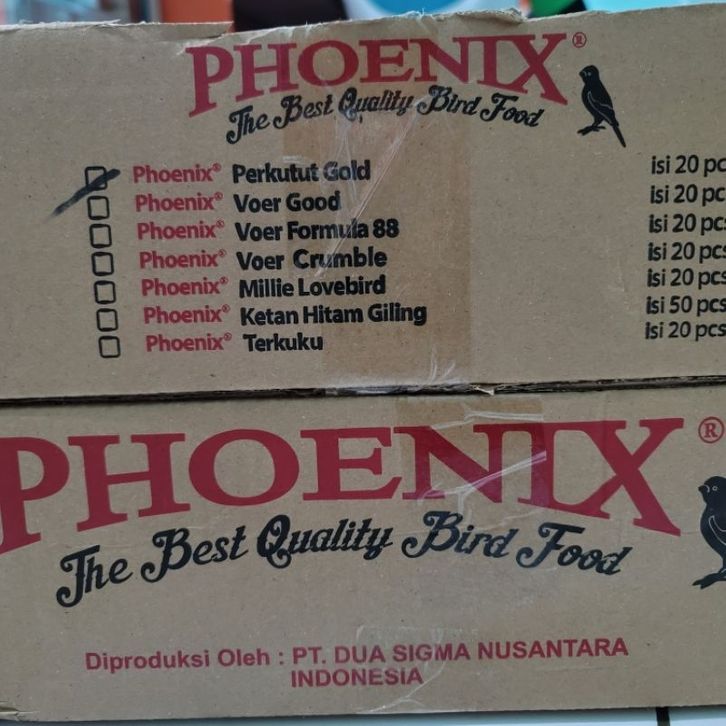 PHOENIX®
The Best Quality Bird Food
Phoenix® Perkutut Gold isi 20 pc
Phoenix® Voer Good isi 20 pc
Phoenix® Voer Formula 88 isi 20 pcs
Phoenix® Voer Crumble isi 20 pcs
Phoenix® Millie Lovebird isi 20 pcs
Phoenix® Ketan Hitam Giling isi 50 pcs
Phoenix® Terkuku isi 20 pcs
PHOENIX®
The Best Quality Bird Food
Diproduksi Oleh : PT. DUA SIGMA NUSANTARA
INDONESIA